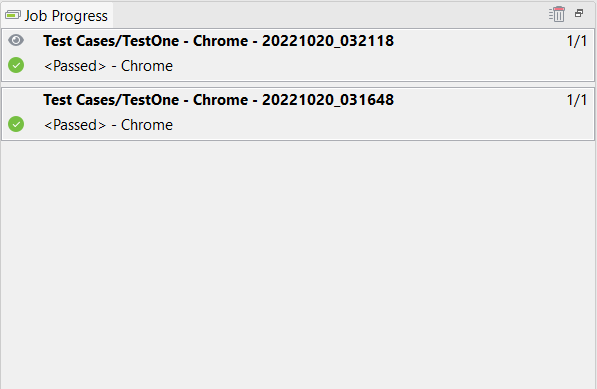 Job Progress
Test Cases/TestOne - Chrome - 20221020_032118 1/1
<Passed> - Chrome
Test Cases/TestOne - Chrome - 20221020_031648 1/1
<Passed> - Chrome